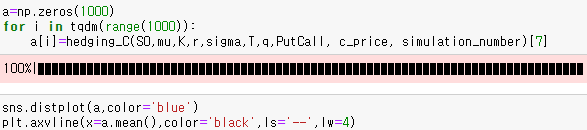 a=np.zeros(1000)
for i in tqdm(range(1000)):
    a[i]=hedging_C(S0,mu,K,r,sigma,T,q,PutCall, c_price, simulation_number)[7]
100%|
sns.distplot(a,color='blue')
plt.axvline(x=a.mean(),color='black',ls='--',lw=4)